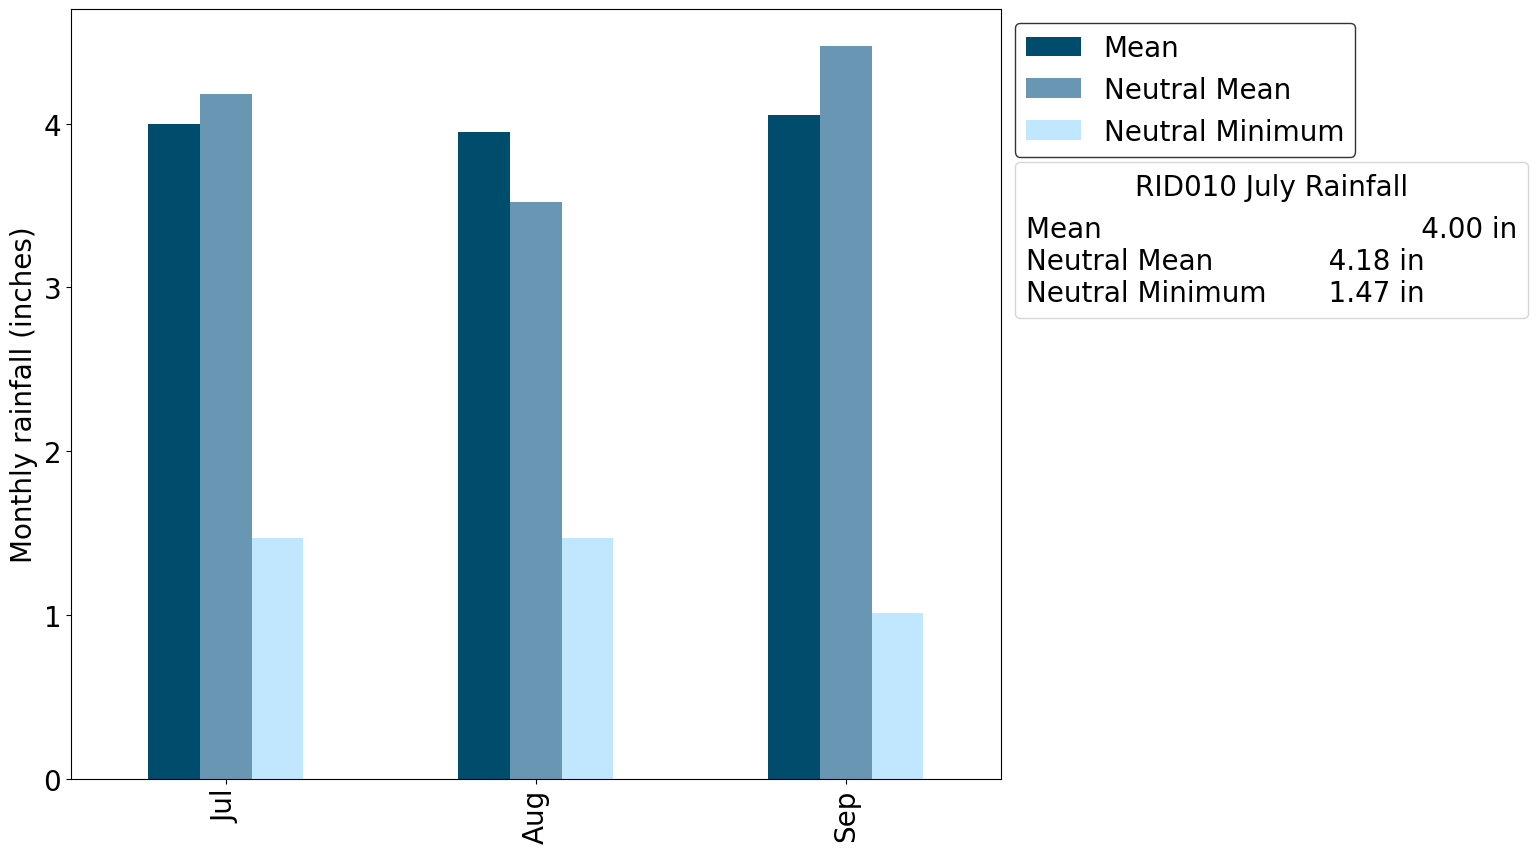 Mean
Neutral Mean
Neutral Minimum
RID010 July Rainfall
Mean 4.00 in
Neutral Mean 4.18 in
Neutral Minimum 1.47 in
Monthly rainfall (inches)
4
3
2
1
0
Jul
Aug
Sep